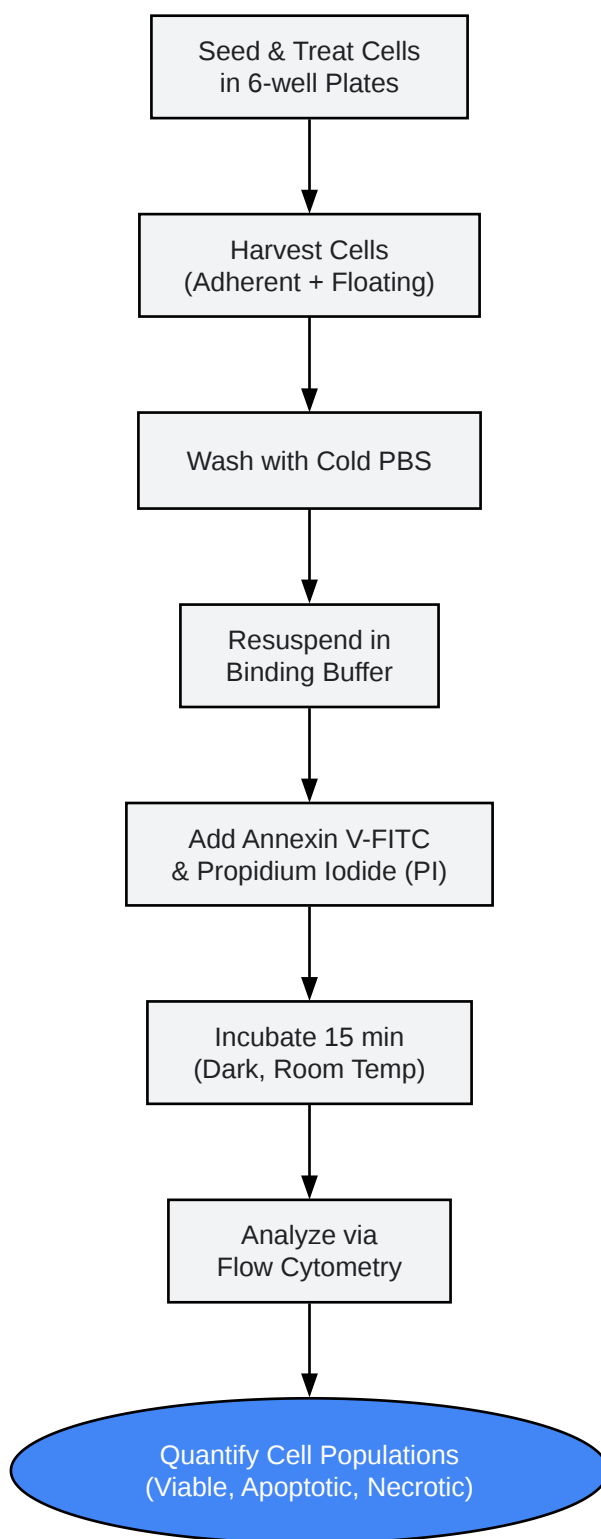 Seed & Treat Cells
in 6-well Plates
Harvest Cells
(Adherent + Floating)
Wash with Cold PBS
Resuspend in
Binding Buffer
Add Annexin V-FITC
& Propidium Iodide (PI)
Incubate 15 min
(Dark, Room Temp)
Analyze via
Flow Cytometry
Quantify Cell Populations
(Viable, Apoptotic, Necrotic)